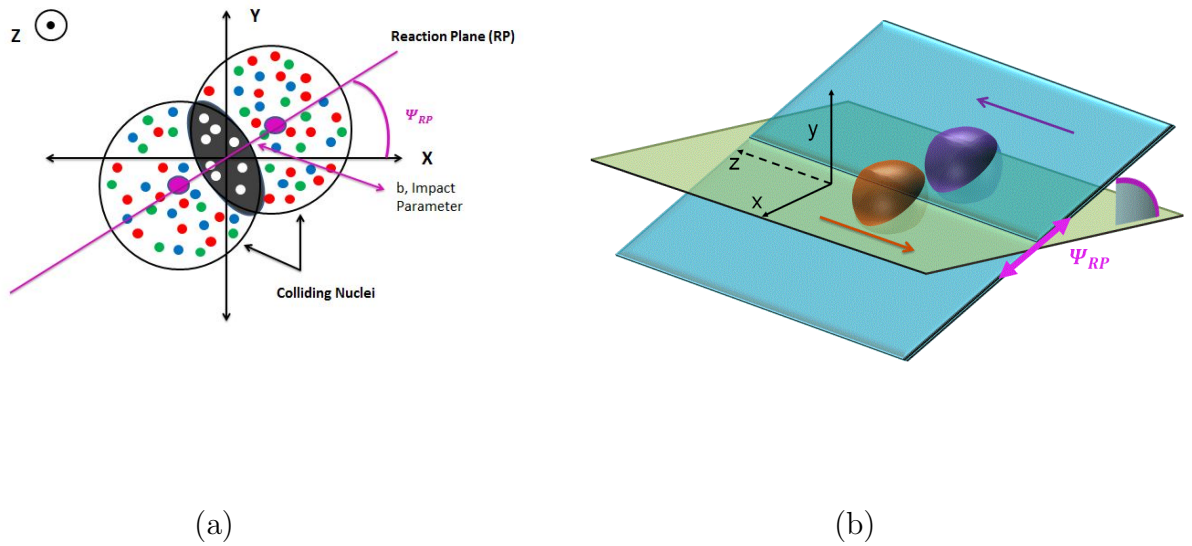 Z
Y
Reaction Plane (RP)
Ψ_RP
X
b, Impact
Parameter
Colliding Nuclei
y
z
x
Ψ_RP
(a)
(b)